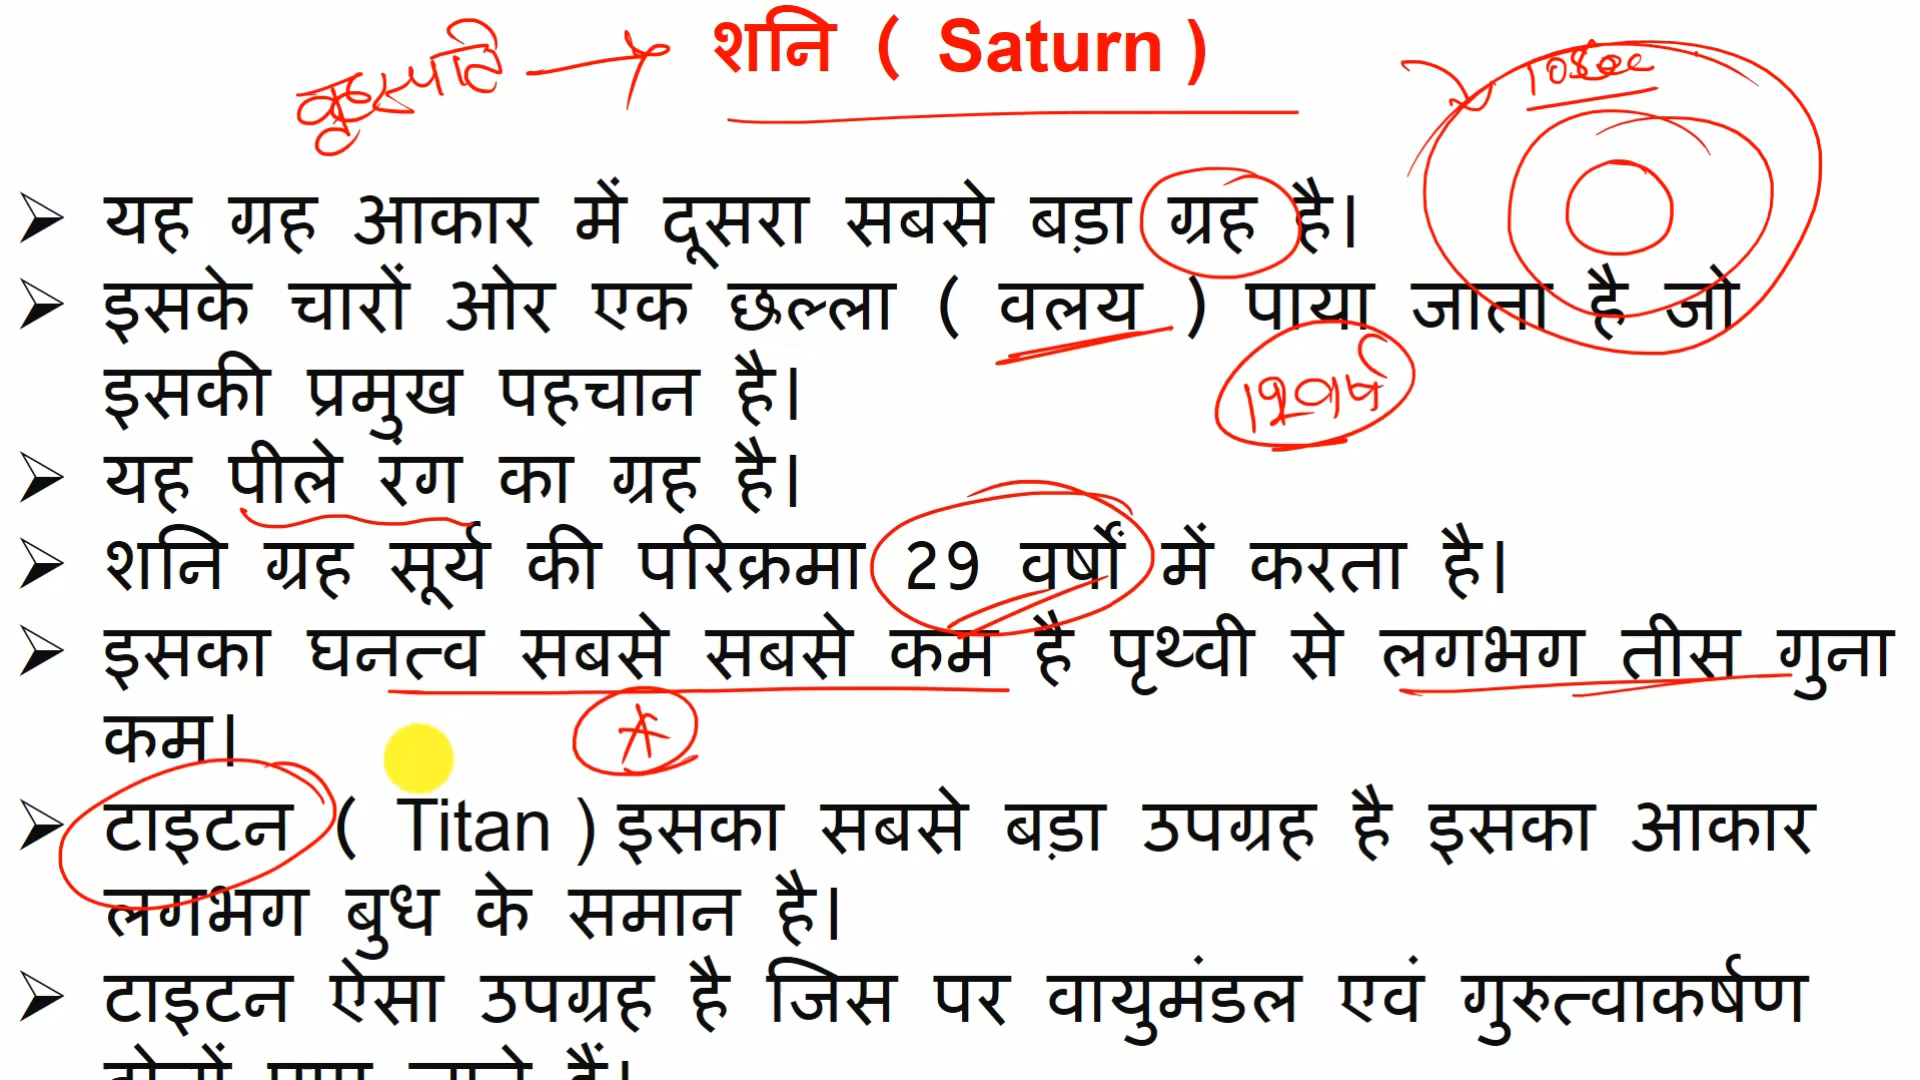 बृहस्पति
शनि ( Saturn )
➢ यह ग्रह आकार में दूसरा सबसे बड़ा ग्रह है।
➢ इसके चारों ओर एक छल्ला ( वलय ) पाया जाता है जो
इसकी प्रमुख पहचान है।
12वर्ष
➢ यह पीले रंग का ग्रह है।
➢ शनि ग्रह सूर्य की परिक्रमा 29 वर्षों में करता है।
➢ इसका घनत्व सबसे सबसे कम है पृथ्वी से लगभग तीस गुना
कम।
➢ टाइटन ( Titan ) इसका सबसे बड़ा उपग्रह है इसका आकार
लगभग बुध के समान है।
➢ टाइटन ऐसा उपग्रह है जिस पर वायुमंडल एवं गुरुत्वाकर्षण